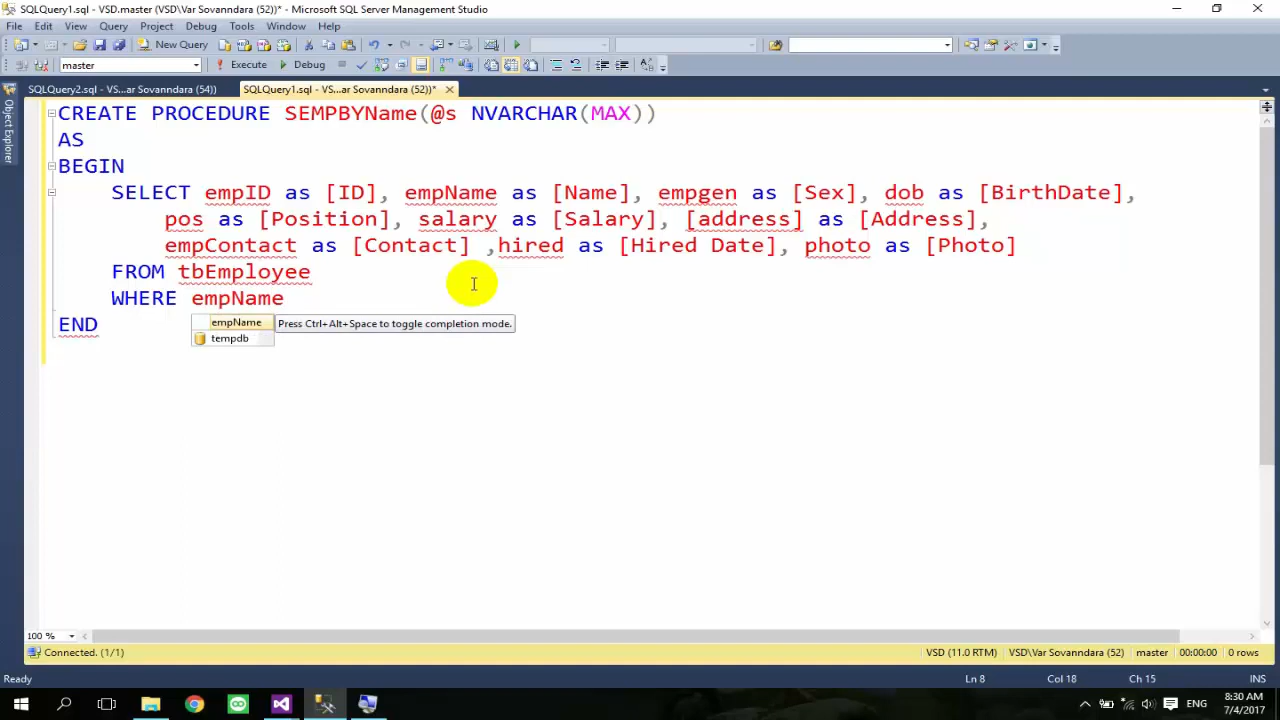 SQLQuery1.sql - VSD.master (VSD\Var Sovanndara (52))* - Microsoft SQL Server Management Studio
File Edit View Query Project Debug Tools Window Help
New Query
master Execute Debug
SQLQuery2.sql - VS...ar Sovanndara (54)) SQLQuery1.sql - VS...ar Sovanndara (52))*
Object Explorer
CREATE PROCEDURE SEMPBYName(@s NVARCHAR(MAX))
AS
BEGIN
SELECT empID as [ID], empName as [Name], empgen as [Sex], dob as [BirthDate],
pos as [Position], salary as [Salary], [address] as [Address],
empContact as [Contact] ,hired as [Hired Date], photo as [Photo]
FROM tbEmployee
WHERE empName
END
empName Press Ctrl+Alt+Space to toggle completion mode.
tempdb
100 %
Connected. (1/1) VSD (11.0 RTM) VSD\Var Sovanndara (52) master 00:00:00 0 rows
Ready Ln 8 Col 18 Ch 15 INS
ENG 8:30 AM
7/4/2017